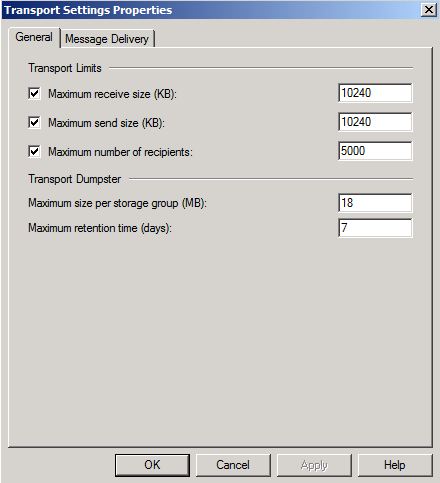 Transport Settings Properties
General Message Delivery
Transport Limits
Maximum receive size (KB): 10240
Maximum send size (KB): 10240
Maximum number of recipients: 5000
Transport Dumpster
Maximum size per storage group (MB): 18
Maximum retention time (days): 7
OK Cancel Apply Help